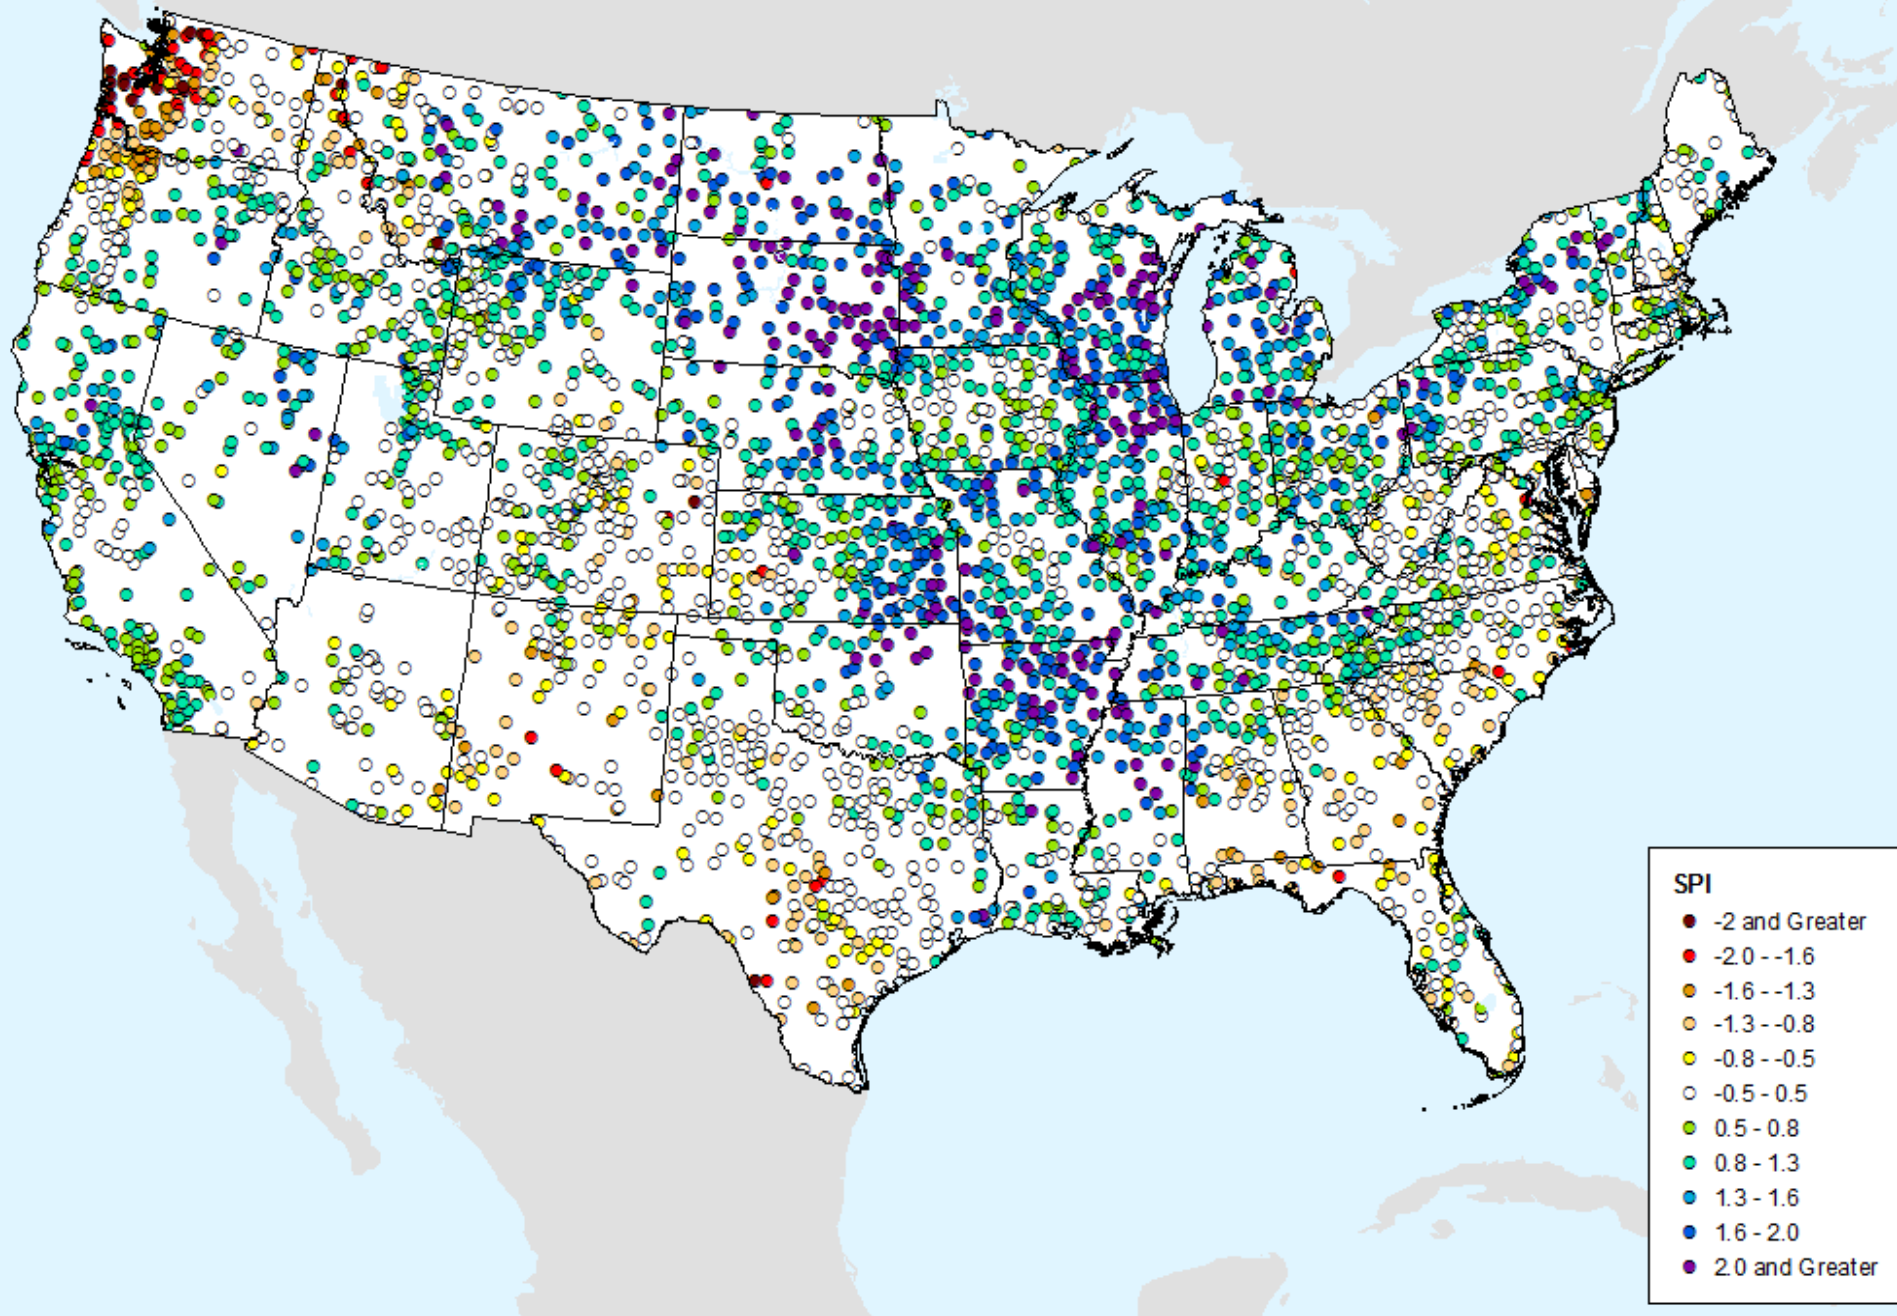 SPI
-2 and Greater
-2.0 - -1.6
-1.6 - -1.3
-1.3 - -0.8
-0.8 - -0.5
-0.5 - 0.5
0.5 - 0.8
0.8 - 1.3
1.3 - 1.6
1.6 - 2.0
2.0 and Greater